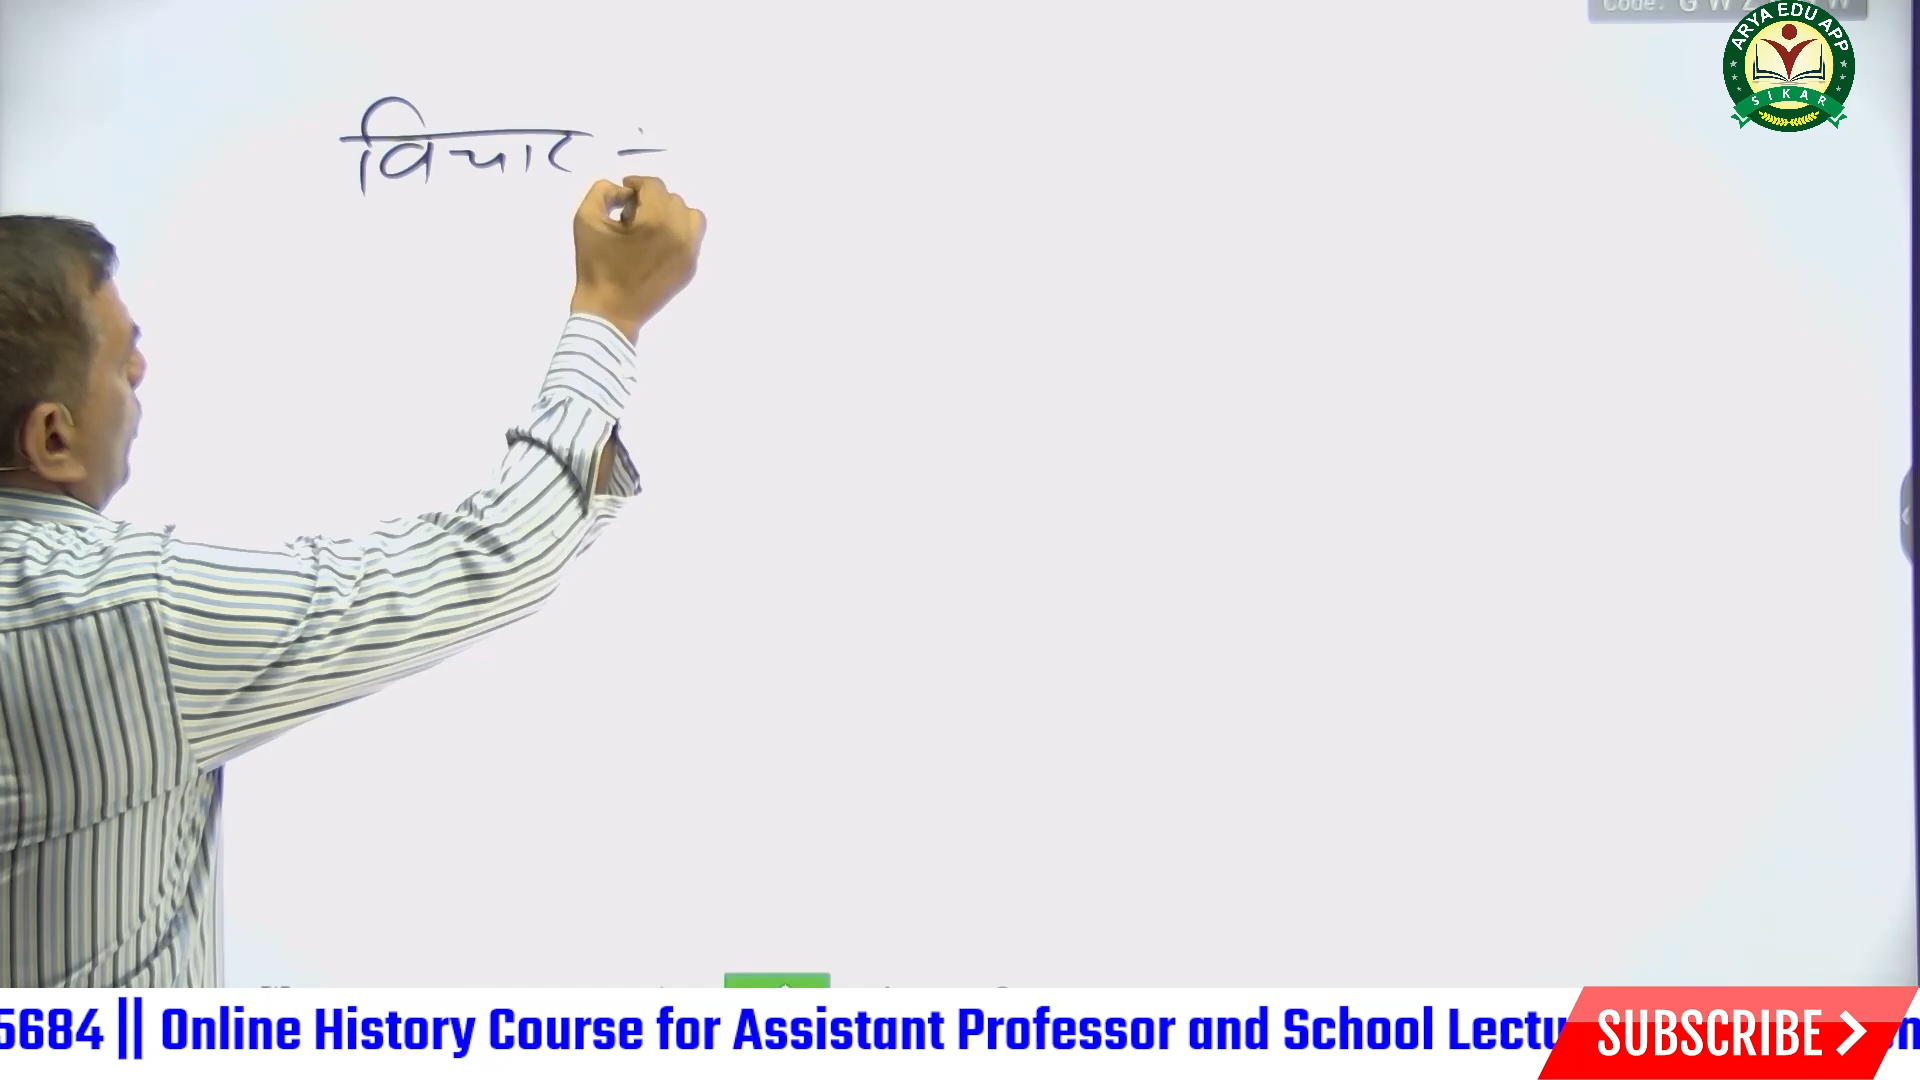 Code: G W Z
ARYA EDU APP
SIKAR
विचार ÷
5684 || Online History Course for Assistant Professor and School Lectu
SUBSCRIBE